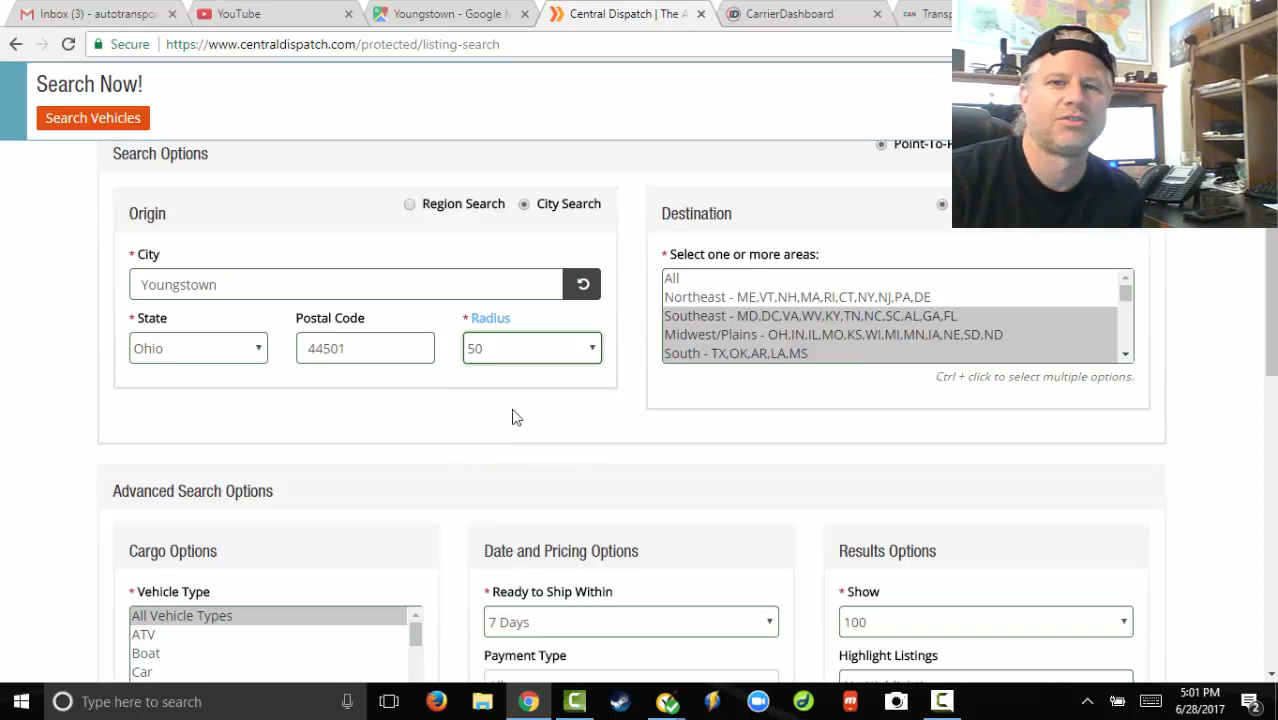 Inbox (3) - autotranspo
YouTube
Youngstown - Google M
Central Dispatch | The A
CarrierDashboard
CAN Transp
Secure https://www.centraldispatch.com/protected/listing-search
Search Now!
Search Vehicles
Search Options
Point-To-P
Origin
Region Search
City Search
Destination
* City
Youngstown
* Select one or more areas:
All
Northeast - ME,VT,NH,MA,RI,CT,NY,NJ,PA,DE
Southeast - MD,DC,VA,WV,KY,TN,NC,SC,AL,GA,FL
Midwest/Plains - OH,IN,IL,MO,KS,WI,MI,MN,IA,NE,SD,ND
South - TX,OK,AR,LA,MS
* State
Postal Code
* Radius
Ohio
44501
50
Ctrl + click to select multiple options.
Advanced Search Options
Cargo Options
Date and Pricing Options
Results Options
* Vehicle Type
All Vehicle Types
ATV
Boat
Car
* Ready to Ship Within
7 Days
Payment Type
* Show
100
Highlight Listings
Type here to search
5:01 PM
6/28/2017
2